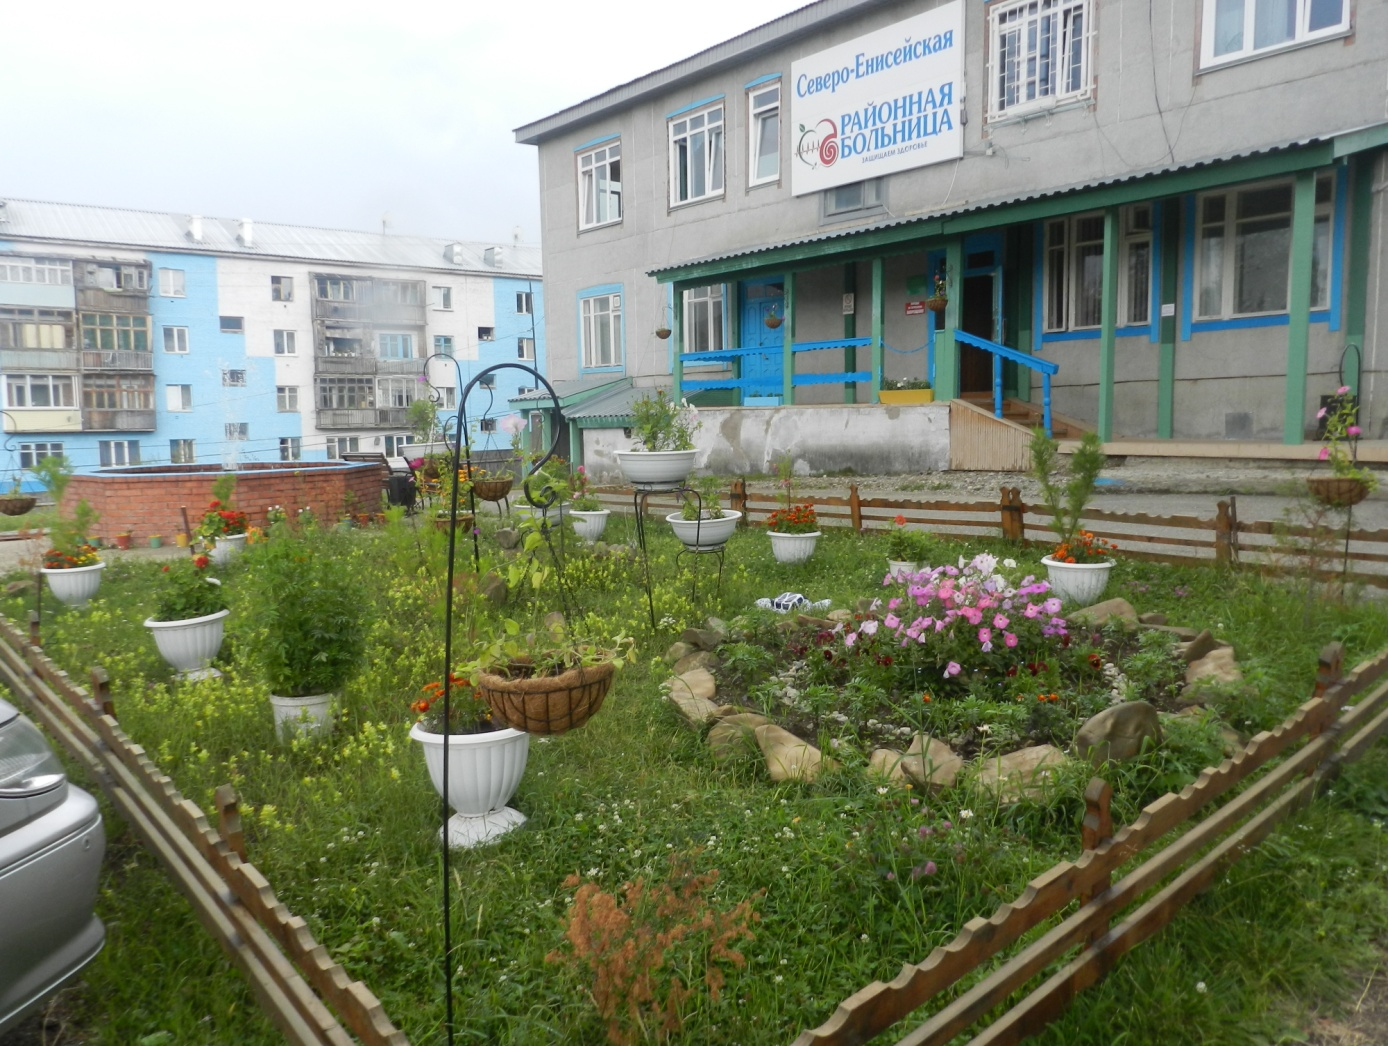 Северо-Енисейская
РАЙОННАЯ
БОЛЬНИЦА
ЗАЩИЩАЕМ ЗДОРОВЬЕ